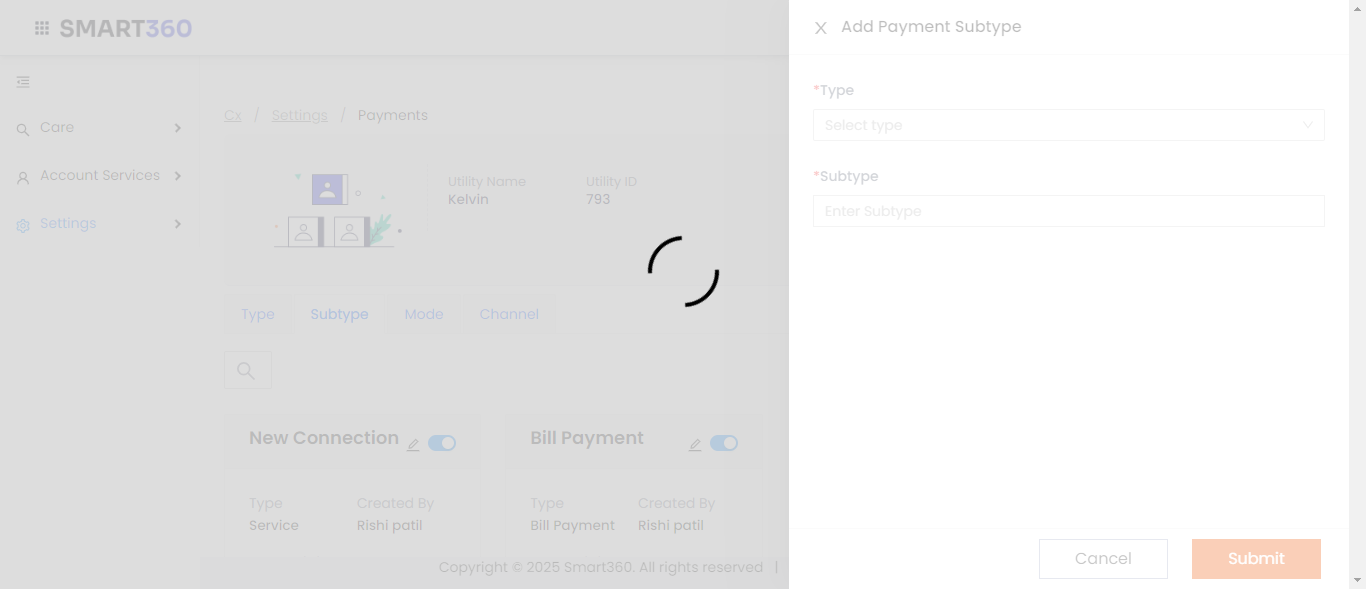 SMART360
Add Payment Subtype
Care
Account Services
Settings
Cx / Settings / Payments
Utility Name
Kelvin
Utility ID
793
Type
Subtype
Mode
Channel
New Connection
Type
Service
Created By
Rishi patil
Bill Payment
Type
Bill Payment
Created By
Rishi patil
Copyright © 2025 Smart360. All rights reserved |
*Type
Select type
*Subtype
Enter Subtype
Cancel
Submit